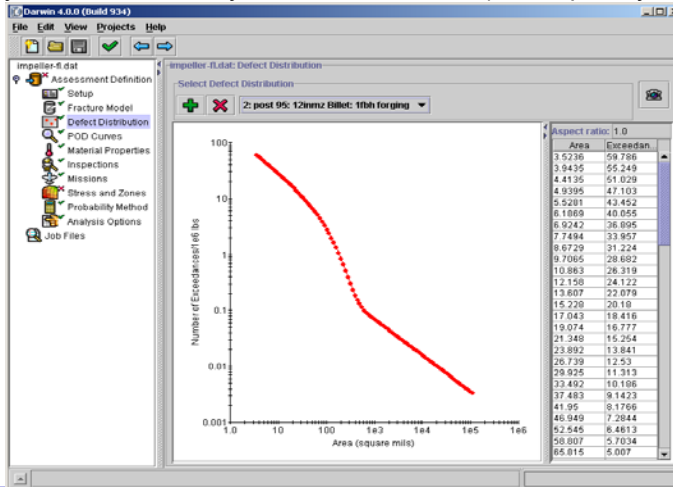 Darwin 4.0.0 (Build 934)
File Edit View Projects Help
impeller-fl.dat
Assessment Definition
Setup
Fracture Model
Defect Distribution
POD Curves
Material Properties
Inspections
Missions
Stress and Zones
Probability Method
Analysis Options
Job Files
impeller-fl.dat: Defect Distribution
Select Defect Distribution
2: post 95: 12inmz Billet: 1fbh forging
Number of Exceedances/1e6 lbs
100
10
1
0.1
0.01
0.001
1.0 10 100 1e3 1e4 1e5 1e6
Area (square mils)
Aspect ratio: 1.0
Area Exceedan...
3.5236 59.786
3.9435 55.249
4.4135 51.029
4.9395 47.103
5.5281 43.452
6.1869 40.055
6.9242 36.895
7.7494 33.957
8.6729 31.224
9.7065 28.682
10.863 26.319
12.158 24.122
13.607 22.079
15.228 20.18
17.043 18.416
19.074 16.777
21.348 15.254
23.892 13.841
26.739 12.53
29.925 11.313
33.492 10.186
37.483 9.1423
41.95 8.1766
46.949 7.2844
52.545 6.4613
58.807 5.7034
65.815 5.007